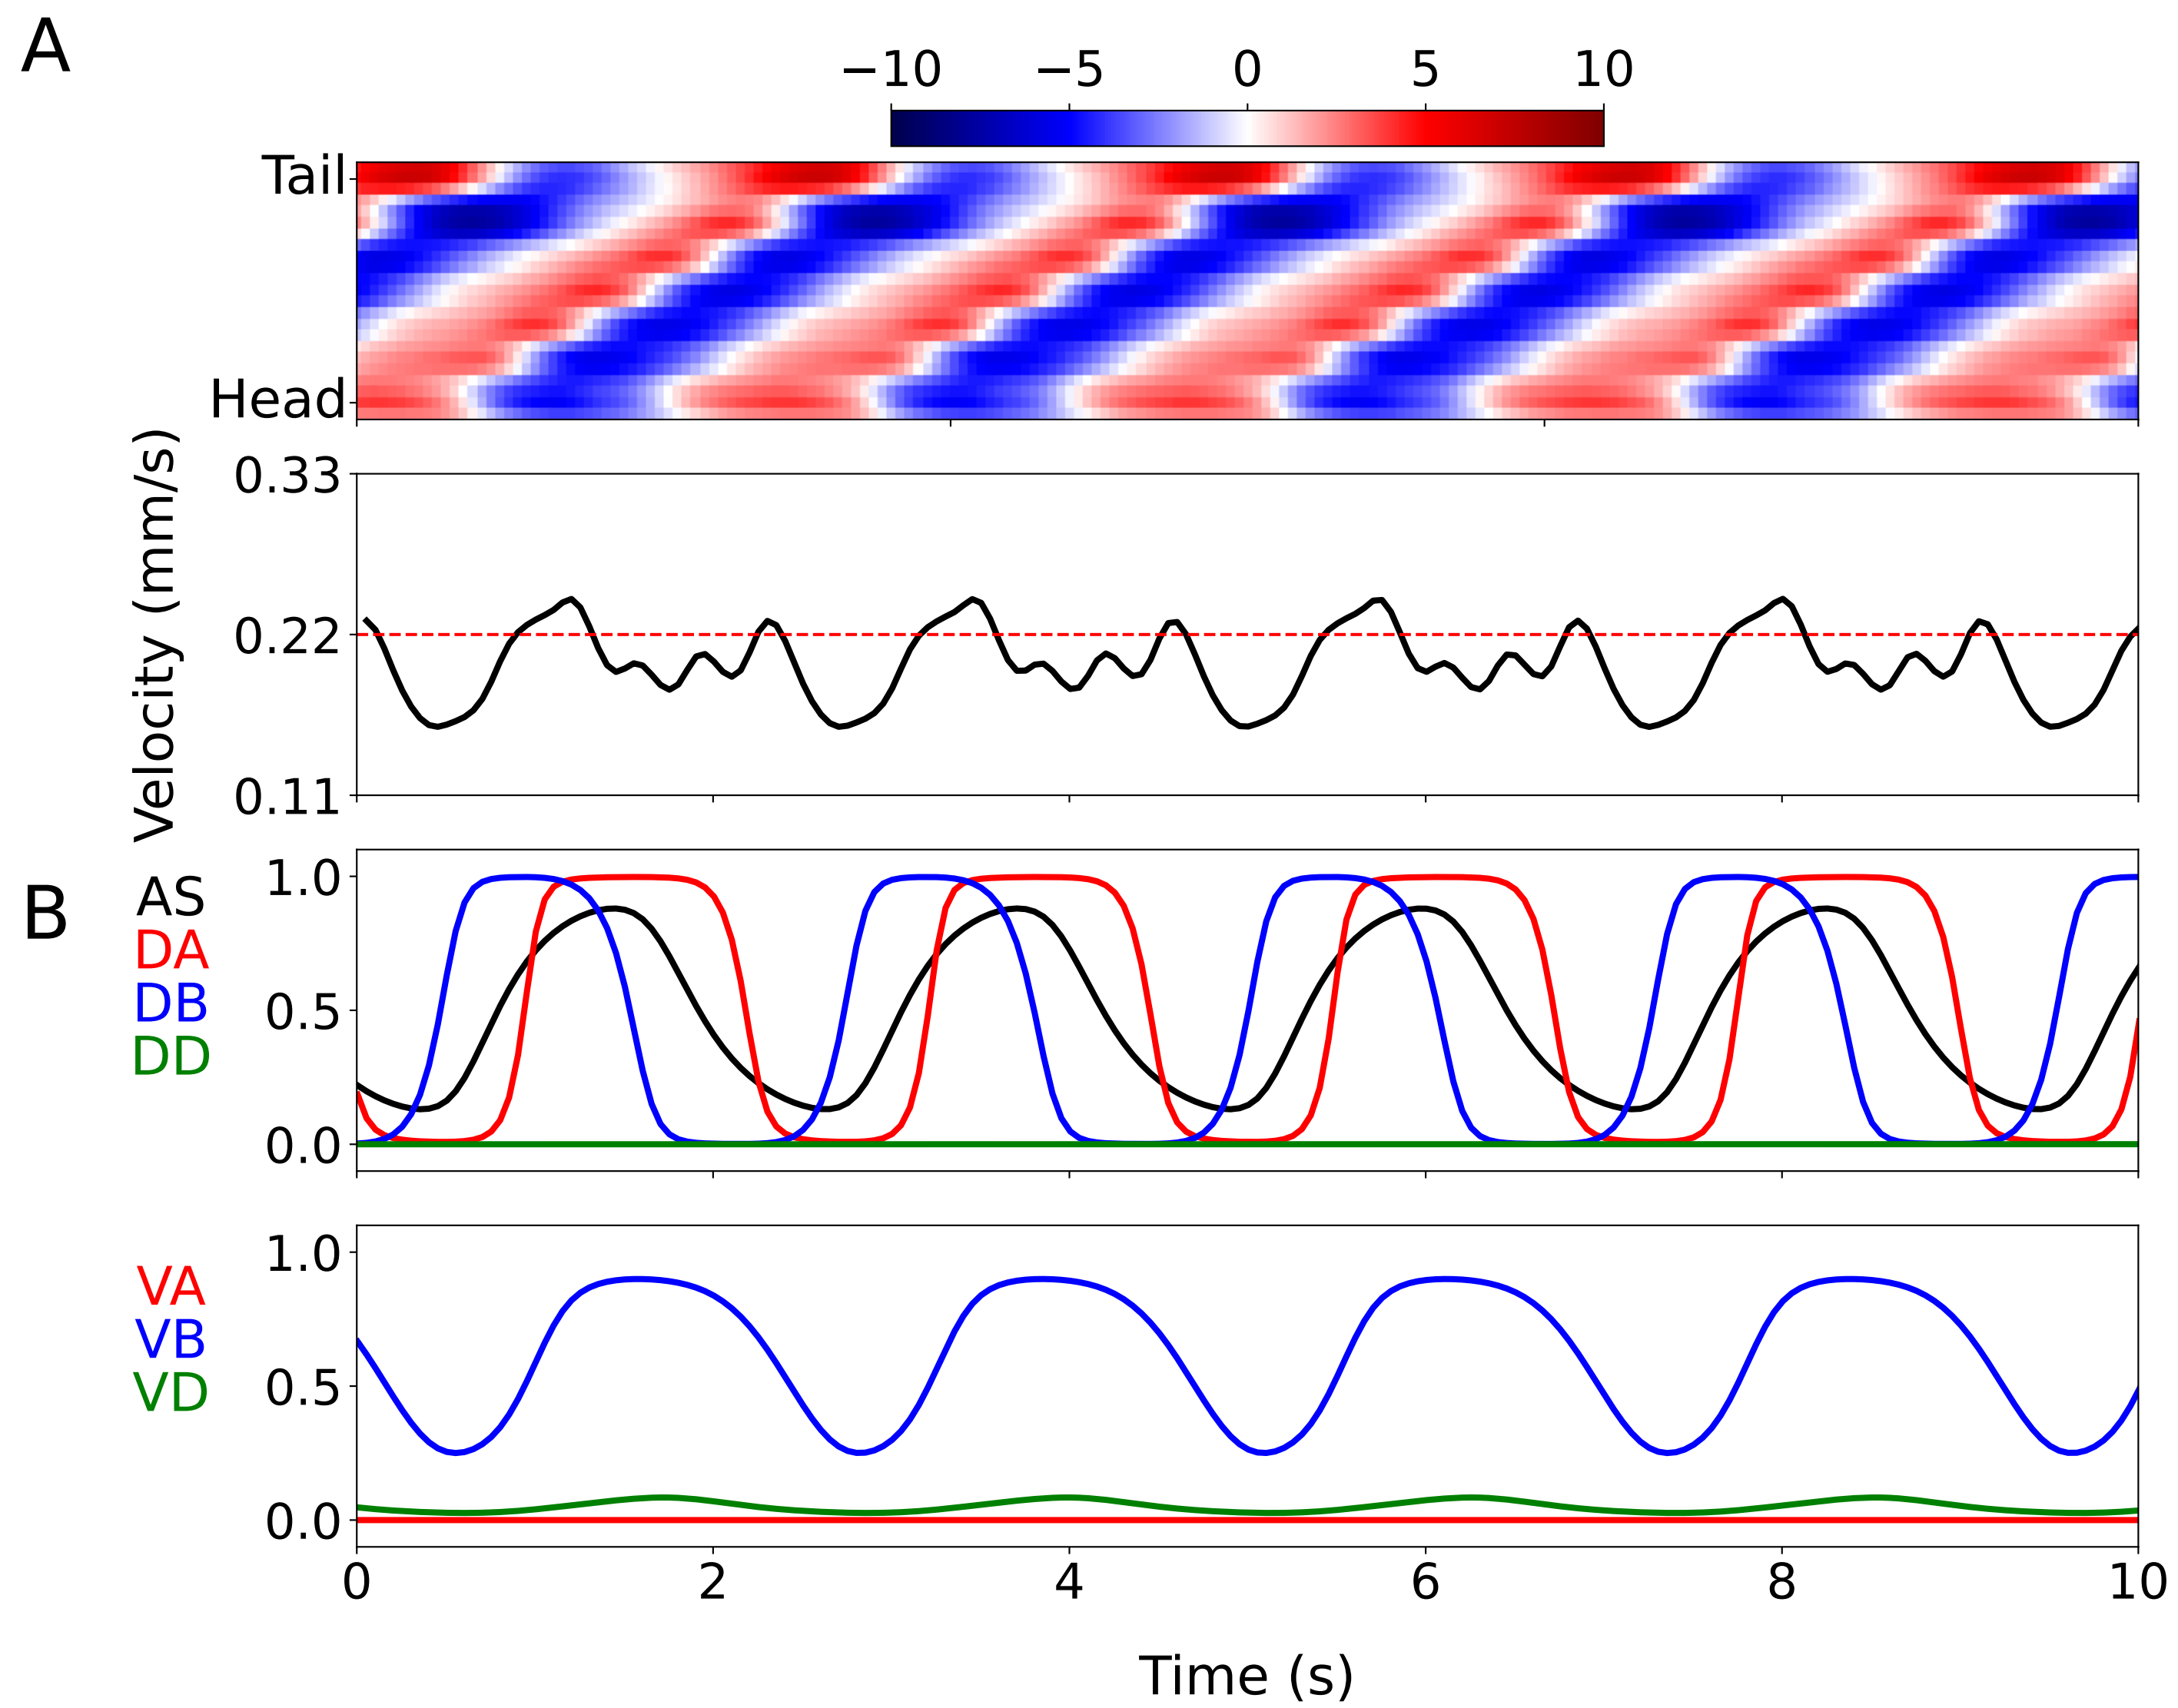 A
−10 −5 0 5 10
Tail
Head
Velocity (mm/s)
0.33
0.22
0.11
B
AS
DA
DB
DD
1.0
0.5
0.0
VA
VB
VD
1.0
0.5
0.0
0 2 4 6 8 10
Time (s)